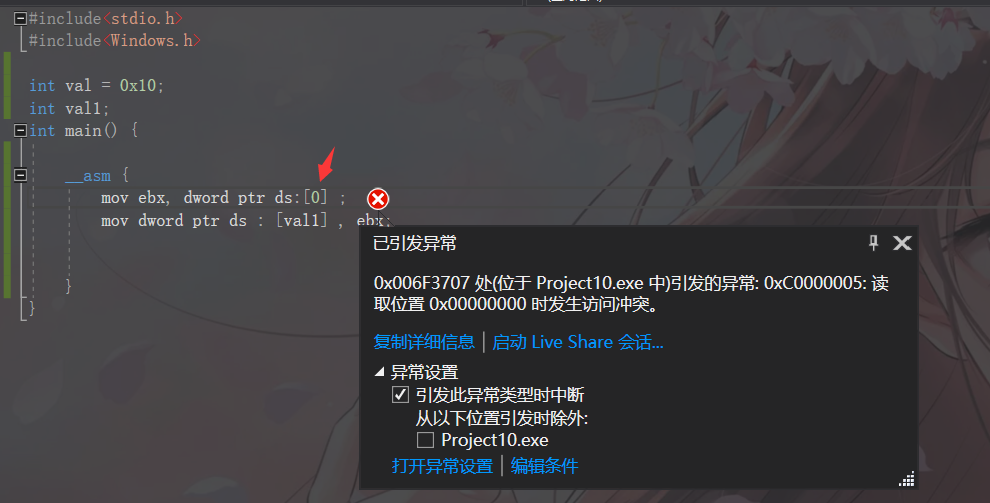 #include<stdio.h>
#include<Windows.h>
int val = 0x10;
int val1;
int main() {
__asm {
mov ebx, dword ptr ds:[0] ;
mov dword ptr ds : [val1] , ebx;
}
}
已引发异常
0x006F3707 处(位于 Project10.exe 中)引发的异常: 0xC0000005: 读
取位置 0x00000000 时发生访问冲突。
复制详细信息 | 启动 Live Share 会话...
异常设置
引发此异常类型时中断
从以下位置引发时除外:
Project10.exe
打开异常设置 | 编辑条件